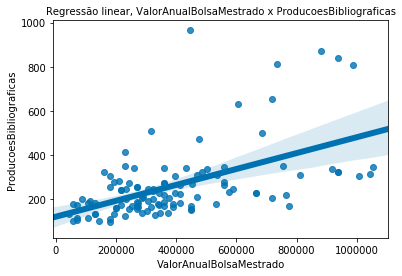 Regressão linear, ValorAnualBolsaMestrado x ProducoesBibliograficas
ProducoesBibliograficas
1000
800
600
400
200
0 200000 400000 600000 800000 1000000
ValorAnualBolsaMestrado